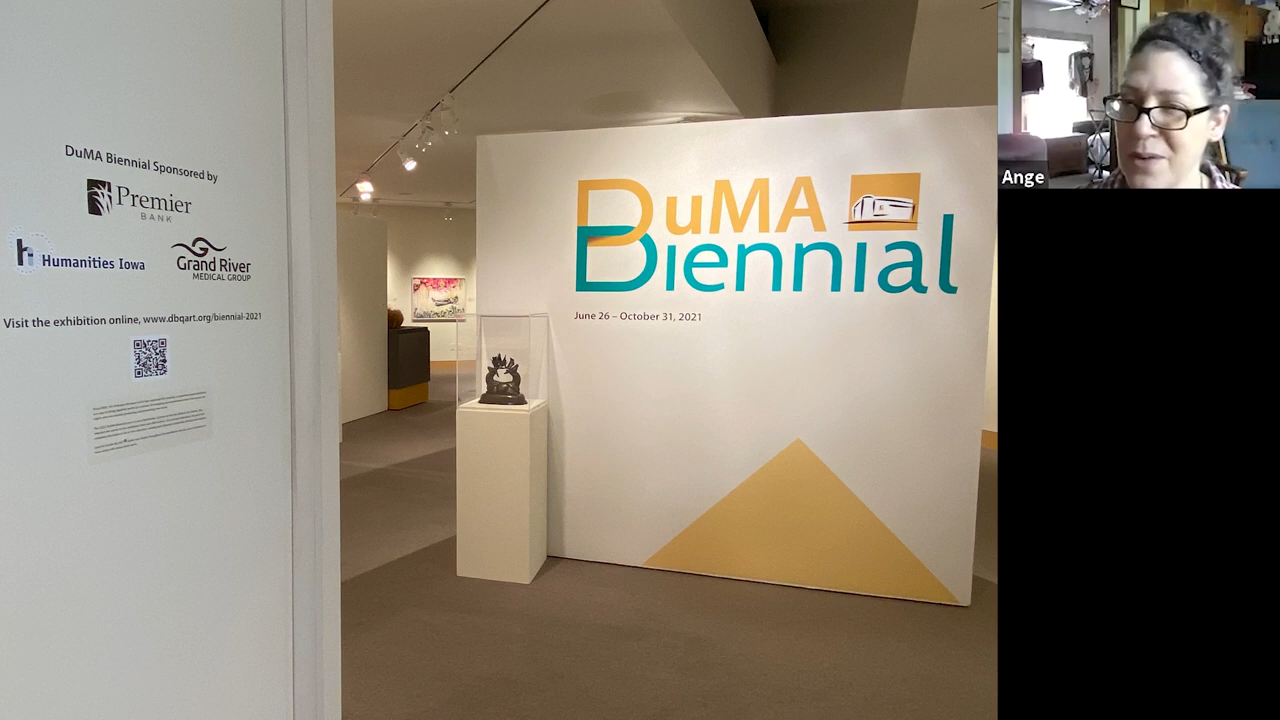 DuMA Biennial Sponsored by
Premier
BANK
Humanities Iowa
Grand River
MEDICAL GROUP
Visit the exhibition online, www.dbqart.org/biennial-2021
DuMA
Biennial
June 26 – October 31, 2021
Ange